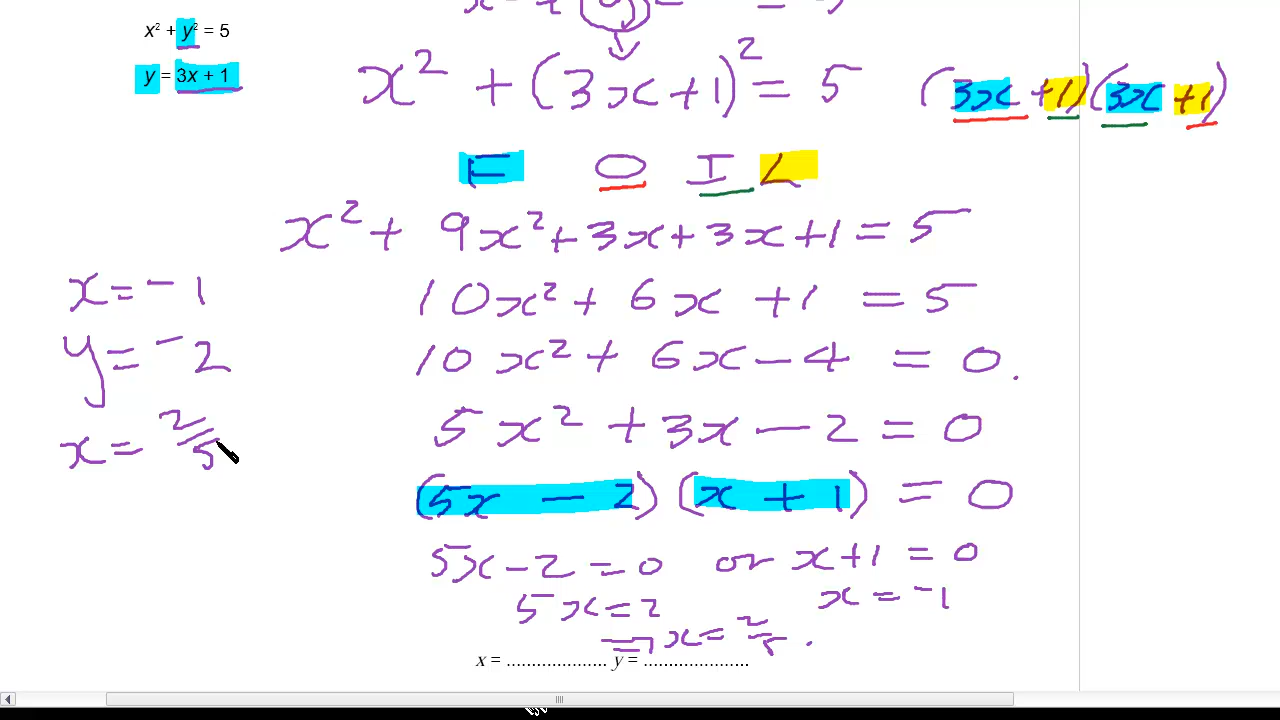 x² + y² = 5
y = 3x + 1
x² + (3x+1)² = 5
(3x +1)(3x +1)
F O I L
x² + 9x² + 3x + 3x + 1 = 5
10x² + 6x + 1 = 5
10x² + 6x - 4 = 0.
5x² + 3x - 2 = 0
(5x - 2)(x + 1) = 0
5x - 2 = 0 or x + 1 = 0
5x = 2
x = -1
x = 2/5.
x = -1
y = -2
x = 2/5
x = .................... y = .....................